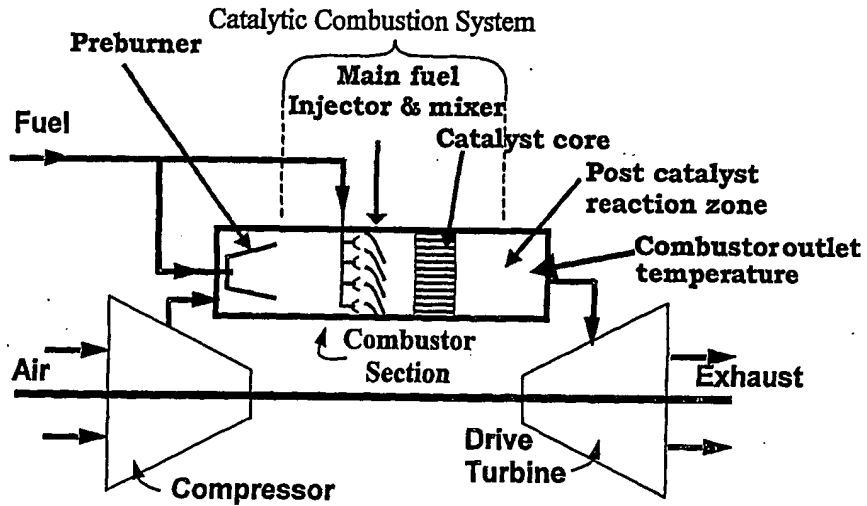 Catalytic Combustion System
Preburner
Main fuel
Injector & mixer
Fuel
Catalyst core
Post catalyst
reaction zone
Combustor outlet
temperature
Combustor
Section
Air
Exhaust
Drive
Turbine
Compressor